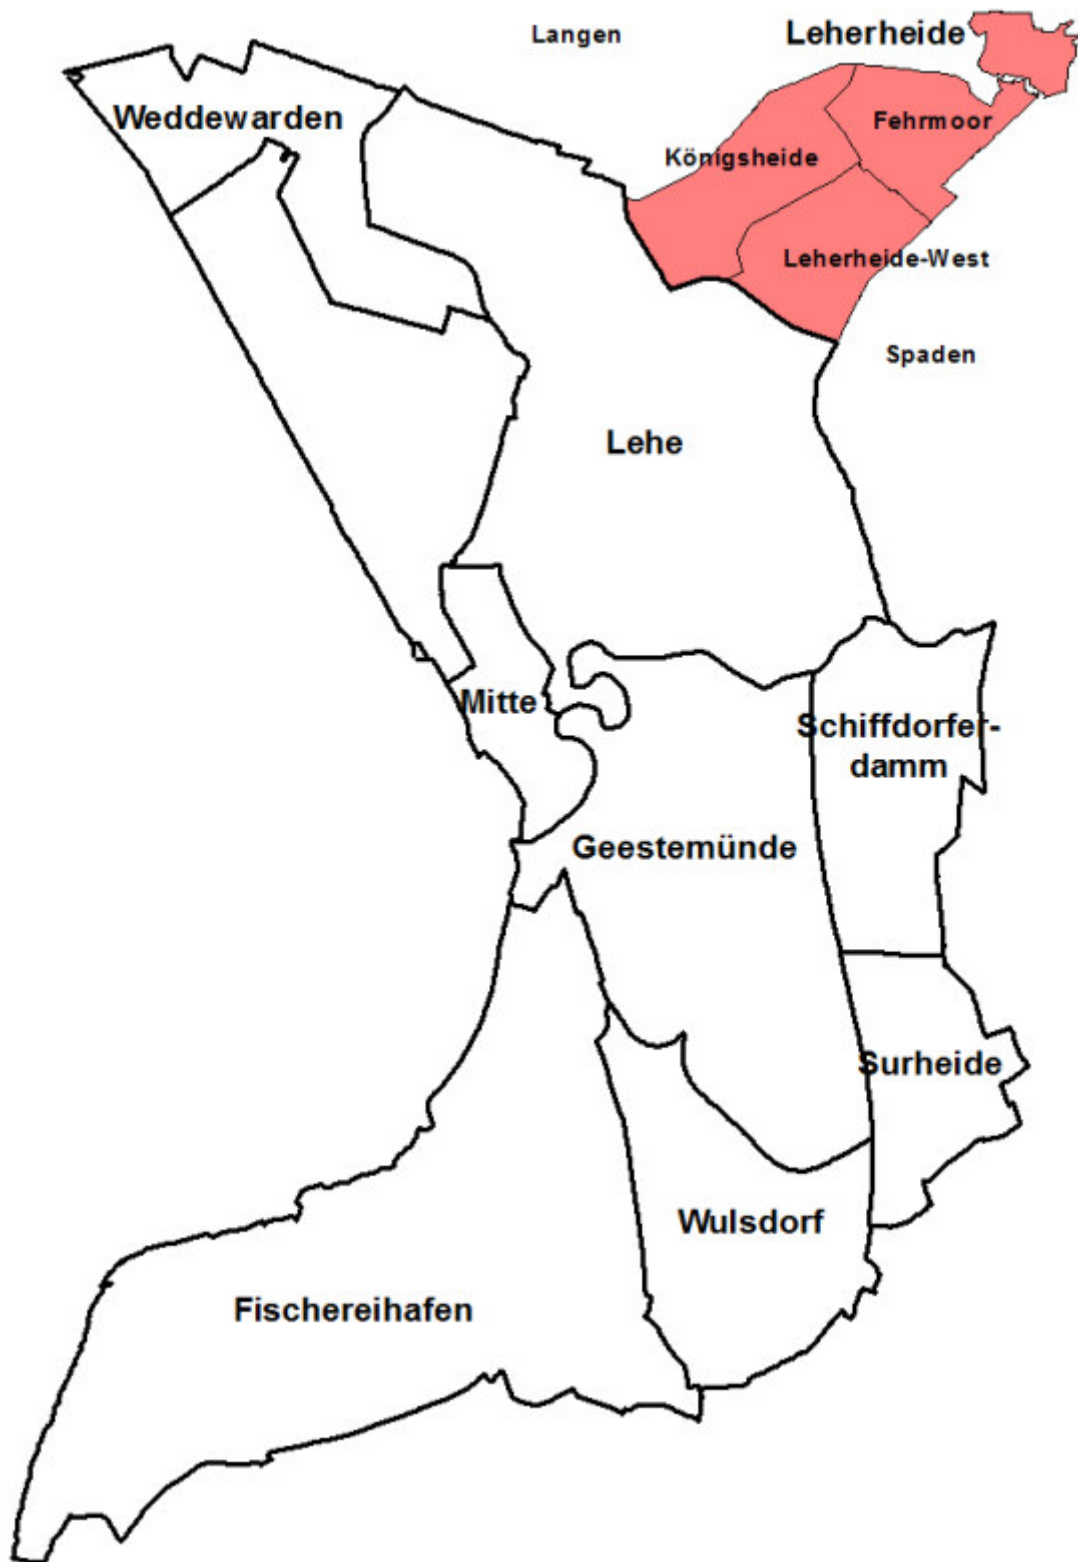 Langen
Leherheide
Weddewarden
Fehrmoor
Königsheide
Leherheide-West
Spaden
Lehe
Mitte
Schiffdorfer-
damm
Geestemünde
Surheide
Wulsdorf
Fischereihafen